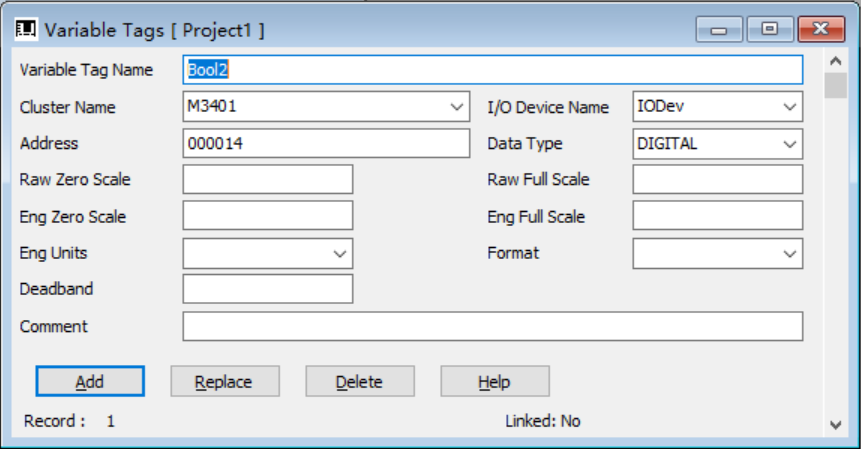 Variable Tags [ Project1 ]
Variable Tag Name Bool2
Cluster Name M3401 I/O Device Name IODev
Address 000014 Data Type DIGITAL
Raw Zero Scale Raw Full Scale
Eng Zero Scale Eng Full Scale
Eng Units Format
Deadband
Comment
Add Replace Delete Help
Record : 1 Linked: No